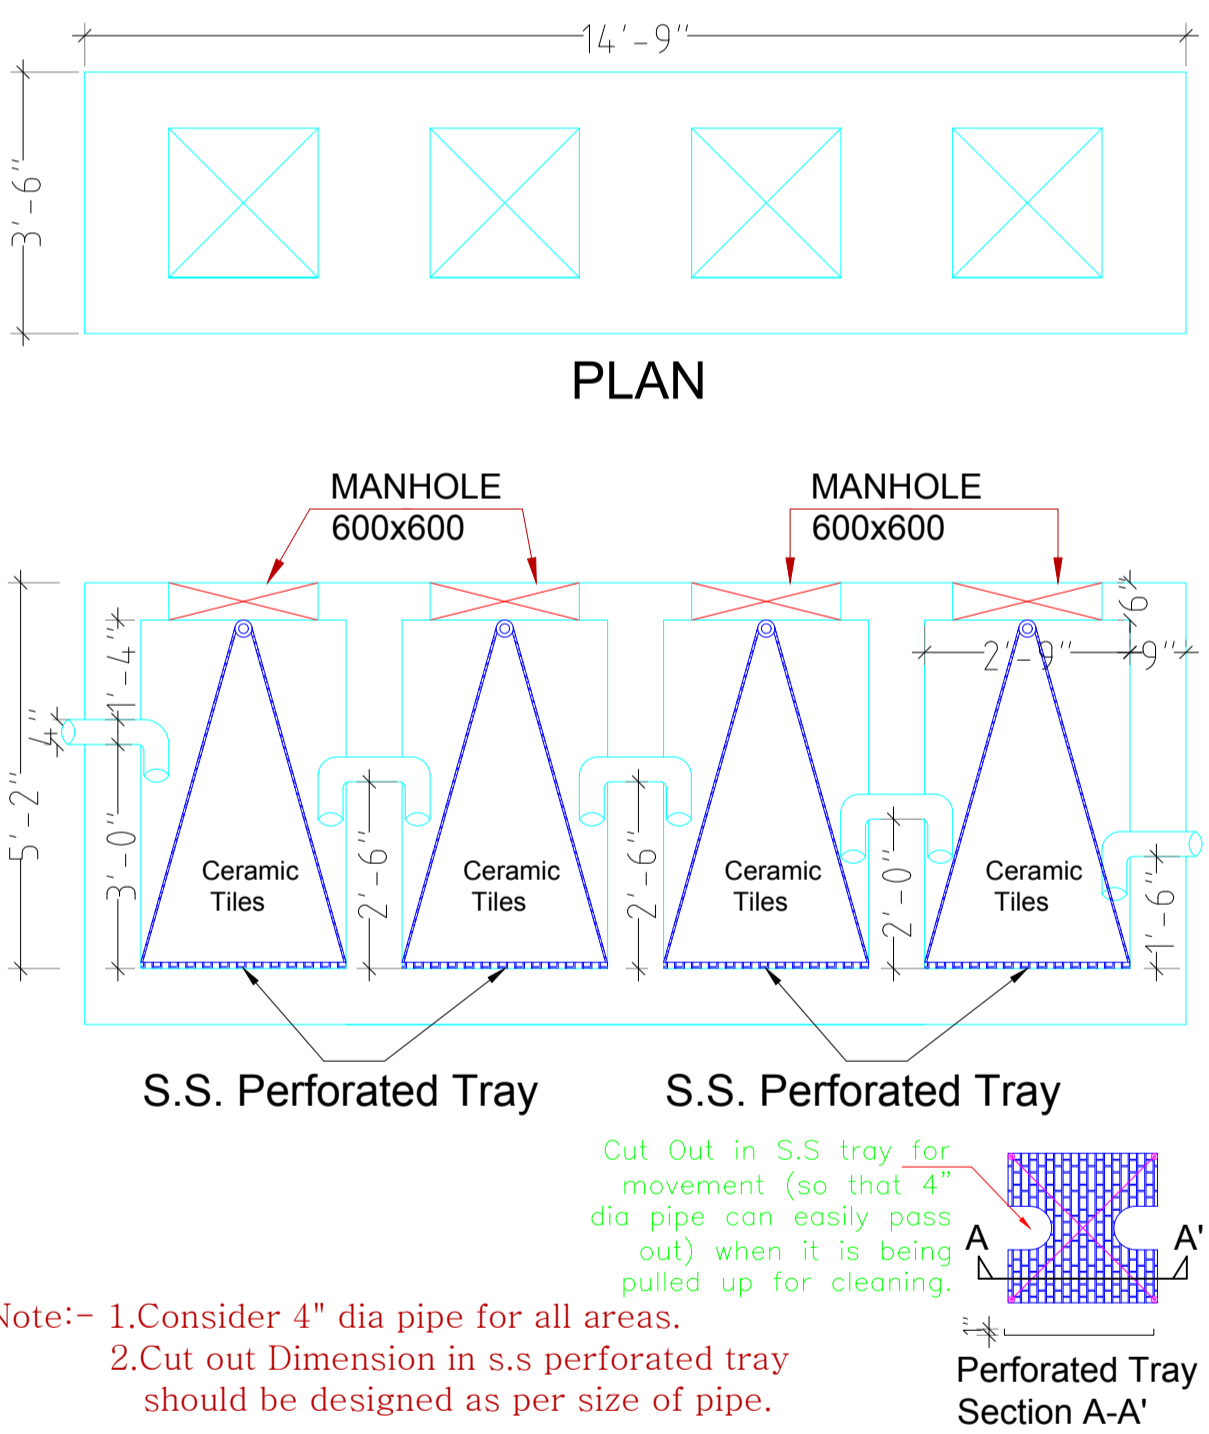 14'-9"
3'-6"
PLAN
MANHOLE
600x600
MANHOLE
600x600
6"
2'-9"
9"
1'-4"
4"
5'-2"
3'-0"
2'-6"
2'-6"
2'-0"
1'-6"
Ceramic
Tiles
Ceramic
Tiles
Ceramic
Tiles
Ceramic
Tiles
S.S. Perforated Tray
S.S. Perforated Tray
Cut Out in S.S tray for
movement (so that 4"
dia pipe can easily pass
out) when it is being
pulled up for cleaning.
A
A'
1"
Perforated Tray
Section A-A'
Note:- 1.Consider 4" dia pipe for all areas.
2.Cut out Dimension in s.s perforated tray
should be designed as per size of pipe.